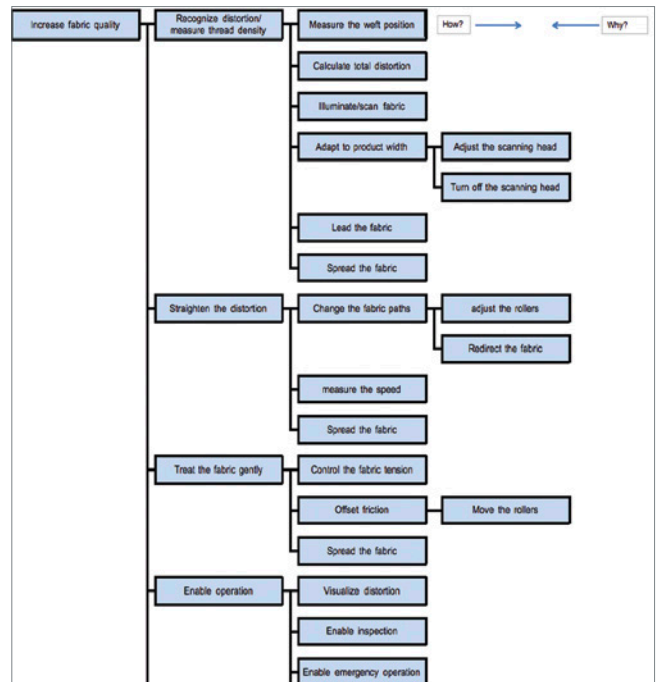 Increase fabric quality
Recognize distortion/
measure thread density
Measure the weft position
How?
Why?
Calculate total distortion
Illuminate/scan fabric
Adapt to product width
Adjust the scanning head
Turn off the scanning head
Lead the fabric
Spread the fabric
Straighten the distortion
Change the fabric paths
adjust the rollers
Redirect the fabric
measure the speed
Spread the fabric
Treat the fabric gently
Control the fabric tension
Offset friction
Move the rollers
Spread the fabric
Enable operation
Visualize distortion
Enable inspection
Enable emergency operation